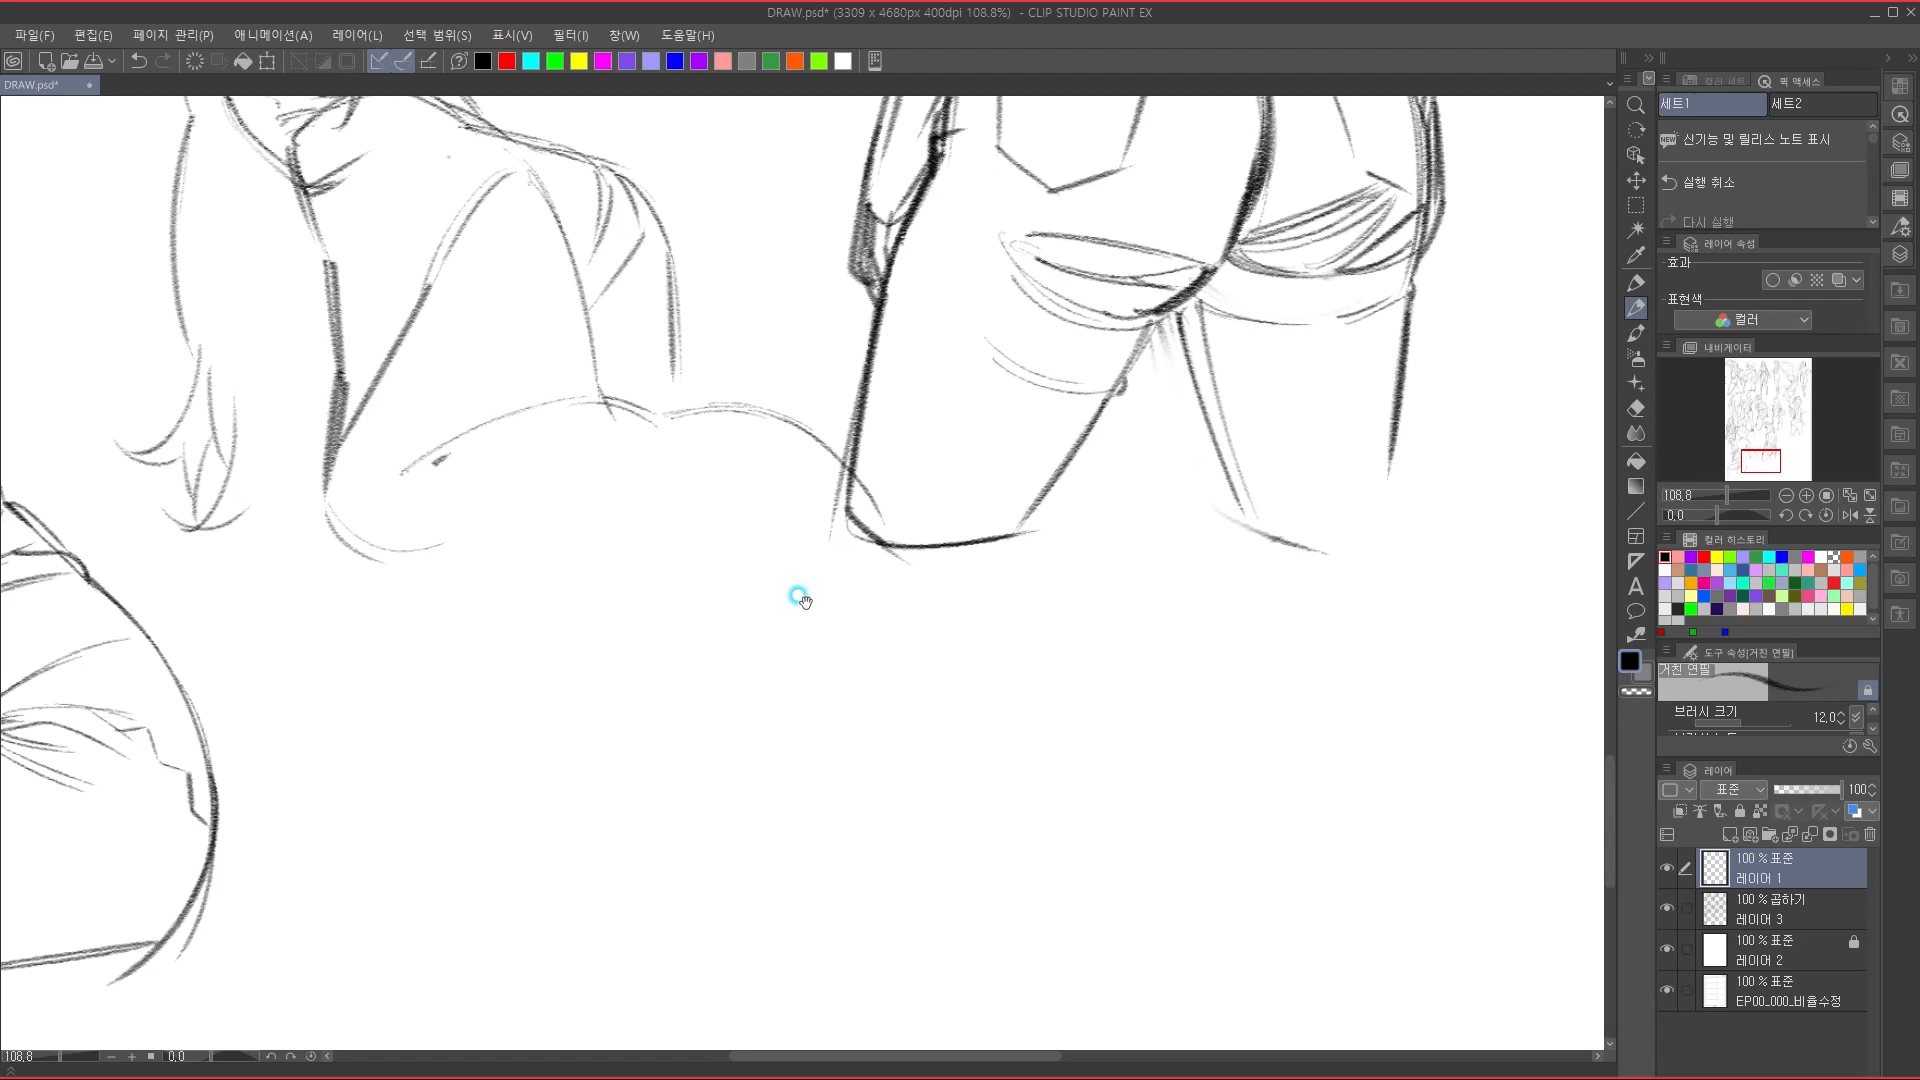 DRAW.psd* (3309 x 4680px 400dpi 108.8%) - CLIP STUDIO PAINT EX
파일(F) 편집(E) 페이지 관리(P) 애니메이션(A) 레이어(L) 선택 범위(S) 표시(V) 필터(I) 창(W) 도움말(H)
DRAW.psd*
컬러 세트 퀵 액세스
세트1 세트2
신기능 및 릴리스 노트 표시
실행 취소
다시 실행
레이어 속성
효과
표현색
컬러
내비게이터
108.8
0.0
컬러 히스토리
도구 속성[거친 연필]
거친 연필
브러시 크기 12.0
레이어
표준 100
100 % 표준
레이어 1
100 % 곱하기
레이어 3
100 % 표준
레이어 2
100 % 표준
EP00_000_비율수정
108.8 0.0